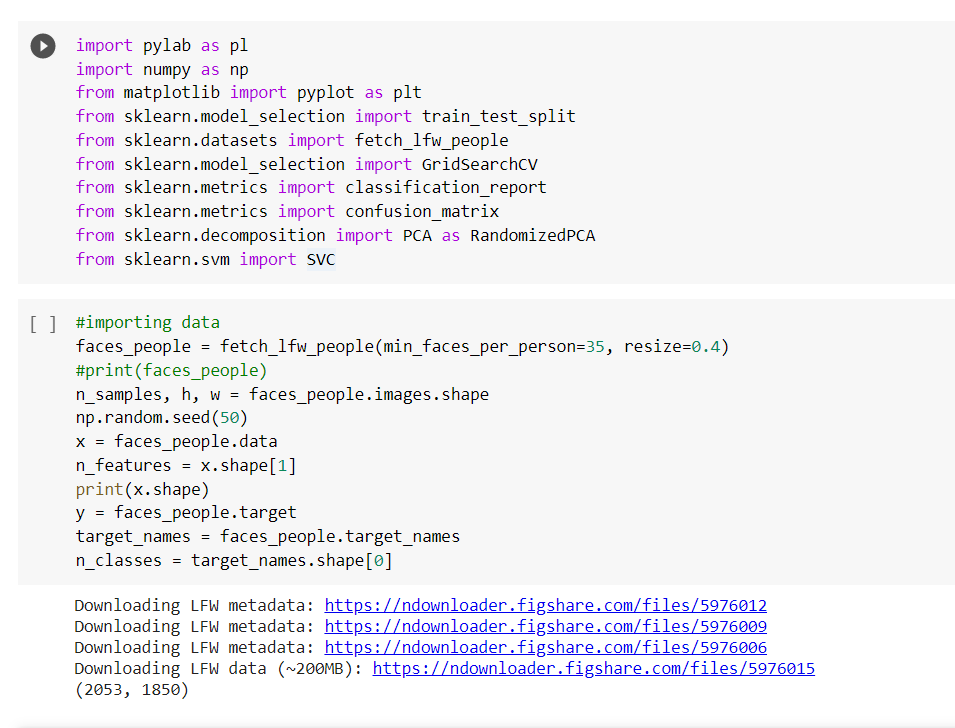 import pylab as pl
import numpy as np
from matplotlib import pyplot as plt
from sklearn.model_selection import train_test_split
from sklearn.datasets import fetch_lfw_people
from sklearn.model_selection import GridSearchCV
from sklearn.metrics import classification_report
from sklearn.metrics import confusion_matrix
from sklearn.decomposition import PCA as RandomizedPCA
from sklearn.svm import SVC
[ ] #importing data
faces_people = fetch_lfw_people(min_faces_per_person=35, resize=0.4)
#print(faces_people)
n_samples, h, w = faces_people.images.shape
np.random.seed(50)
x = faces_people.data
n_features = x.shape[1]
print(x.shape)
y = faces_people.target
target_names = faces_people.target_names
n_classes = target_names.shape[0]
Downloading LFW metadata: https://ndownloader.figshare.com/files/5976012
Downloading LFW metadata: https://ndownloader.figshare.com/files/5976009
Downloading LFW metadata: https://ndownloader.figshare.com/files/5976006
Downloading LFW data (~200MB): https://ndownloader.figshare.com/files/5976015
(2053, 1850)